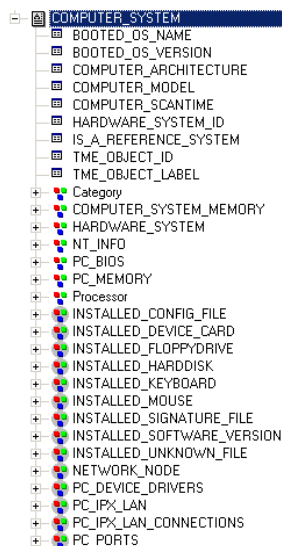 COMPUTER_SYSTEM
BOOTED_OS_NAME
BOOTED_OS_VERSION
COMPUTER_ARCHITECTURE
COMPUTER_MODEL
COMPUTER_SCANTIME
HARDWARE_SYSTEM_ID
IS_A_REFERENCE_SYSTEM
TME_OBJECT_ID
TME_OBJECT_LABEL
Category
COMPUTER_SYSTEM_MEMORY
HARDWARE_SYSTEM
NT_INFO
PC_BIOS
PC_MEMORY
Processor
INSTALLED_CONFIG_FILE
INSTALLED_DEVICE_CARD
INSTALLED_FLOPPYDRIVE
INSTALLED_HARDDISK
INSTALLED_KEYBOARD
INSTALLED_MOUSE
INSTALLED_SIGNATURE_FILE
INSTALLED_SOFTWARE_VERSION
INSTALLED_UNKNOWN_FILE
NETWORK_NODE
PC_DEVICE_DRIVERS
PC_IPX_LAN
PC_IPX_LAN_CONNECTIONS
PC_PORTS